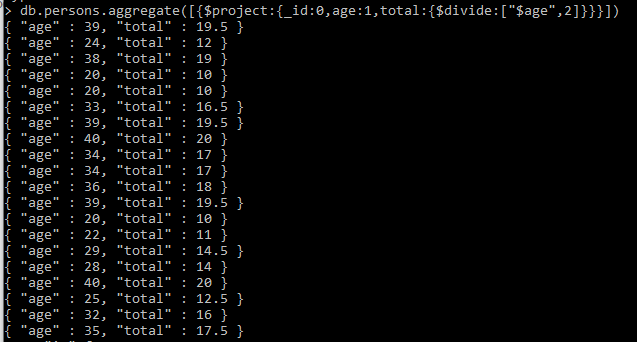 > db.persons.aggregate([{$project:{_id:0,age:1,total:{$divide:["$age",2]}}}])
{ "age" : 39, "total" : 19.5 }
{ "age" : 24, "total" : 12 }
{ "age" : 38, "total" : 19 }
{ "age" : 20, "total" : 10 }
{ "age" : 20, "total" : 10 }
{ "age" : 33, "total" : 16.5 }
{ "age" : 39, "total" : 19.5 }
{ "age" : 40, "total" : 20 }
{ "age" : 34, "total" : 17 }
{ "age" : 34, "total" : 17 }
{ "age" : 36, "total" : 18 }
{ "age" : 39, "total" : 19.5 }
{ "age" : 20, "total" : 10 }
{ "age" : 22, "total" : 11 }
{ "age" : 29, "total" : 14.5 }
{ "age" : 28, "total" : 14 }
{ "age" : 40, "total" : 20 }
{ "age" : 25, "total" : 12.5 }
{ "age" : 32, "total" : 16 }
{ "age" : 35, "total" : 17.5 }